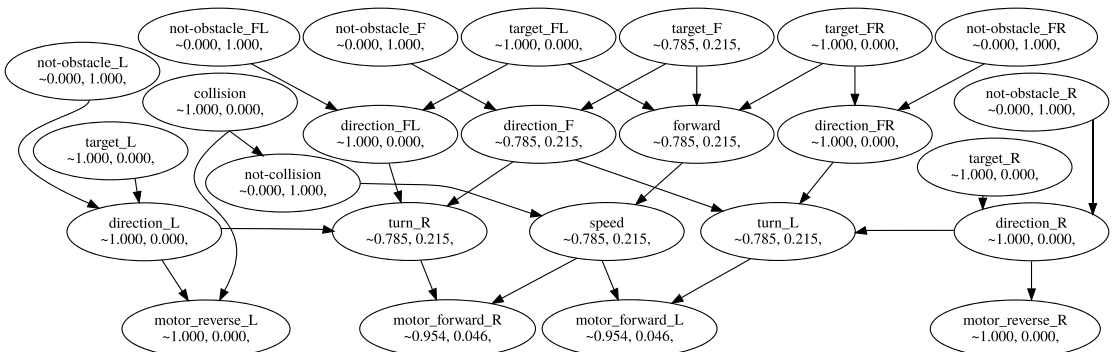 not-obstacle_FL
~0.000, 1.000,
not-obstacle_F
~0.000, 1.000,
target_FL
~1.000, 0.000,
target_F
~0.785, 0.215,
target_FR
~1.000, 0.000,
not-obstacle_FR
~0.000, 1.000,
not-obstacle_L
~0.000, 1.000,
collision
~1.000, 0.000,
not-obstacle_R
~0.000, 1.000,
target_L
~1.000, 0.000,
direction_FL
~1.000, 0.000,
direction_F
~0.785, 0.215,
forward
~0.785, 0.215,
direction_FR
~1.000, 0.000,
target_R
~1.000, 0.000,
not-collision
~0.000, 1.000,
direction_L
~1.000, 0.000,
turn_R
~0.785, 0.215,
speed
~0.785, 0.215,
turn_L
~0.785, 0.215,
direction_R
~1.000, 0.000,
motor_reverse_L
~1.000, 0.000,
motor_forward_R
~0.954, 0.046,
motor_forward_L
~0.954, 0.046,
motor_reverse_R
~1.000, 0.000,